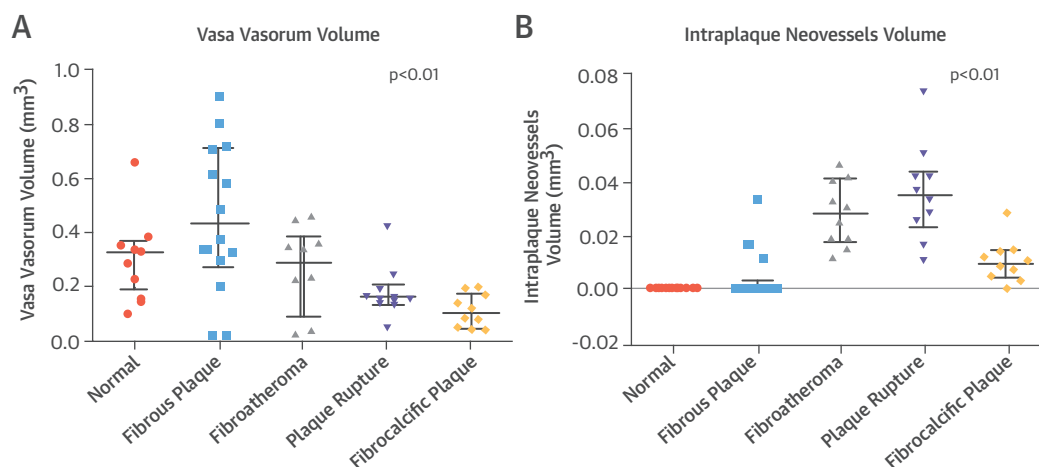 A
Vasa Vasorum Volume
p<0.01
Vasa Vasorum Volume (mm³)
1.0
0.8
0.6
0.4
0.2
0.0
Normal
Fibrous Plaque
Fibroatheroma
Plaque Rupture
Fibrocalcific Plaque
B
Intraplaque Neovessels Volume
p<0.01
Intraplaque Neovessels
Volume (mm³)
0.08
0.06
0.04
0.02
0.00
-0.02
Normal
Fibrous Plaque
Fibroatheroma
Plaque Rupture
Fibrocalcific Plaque